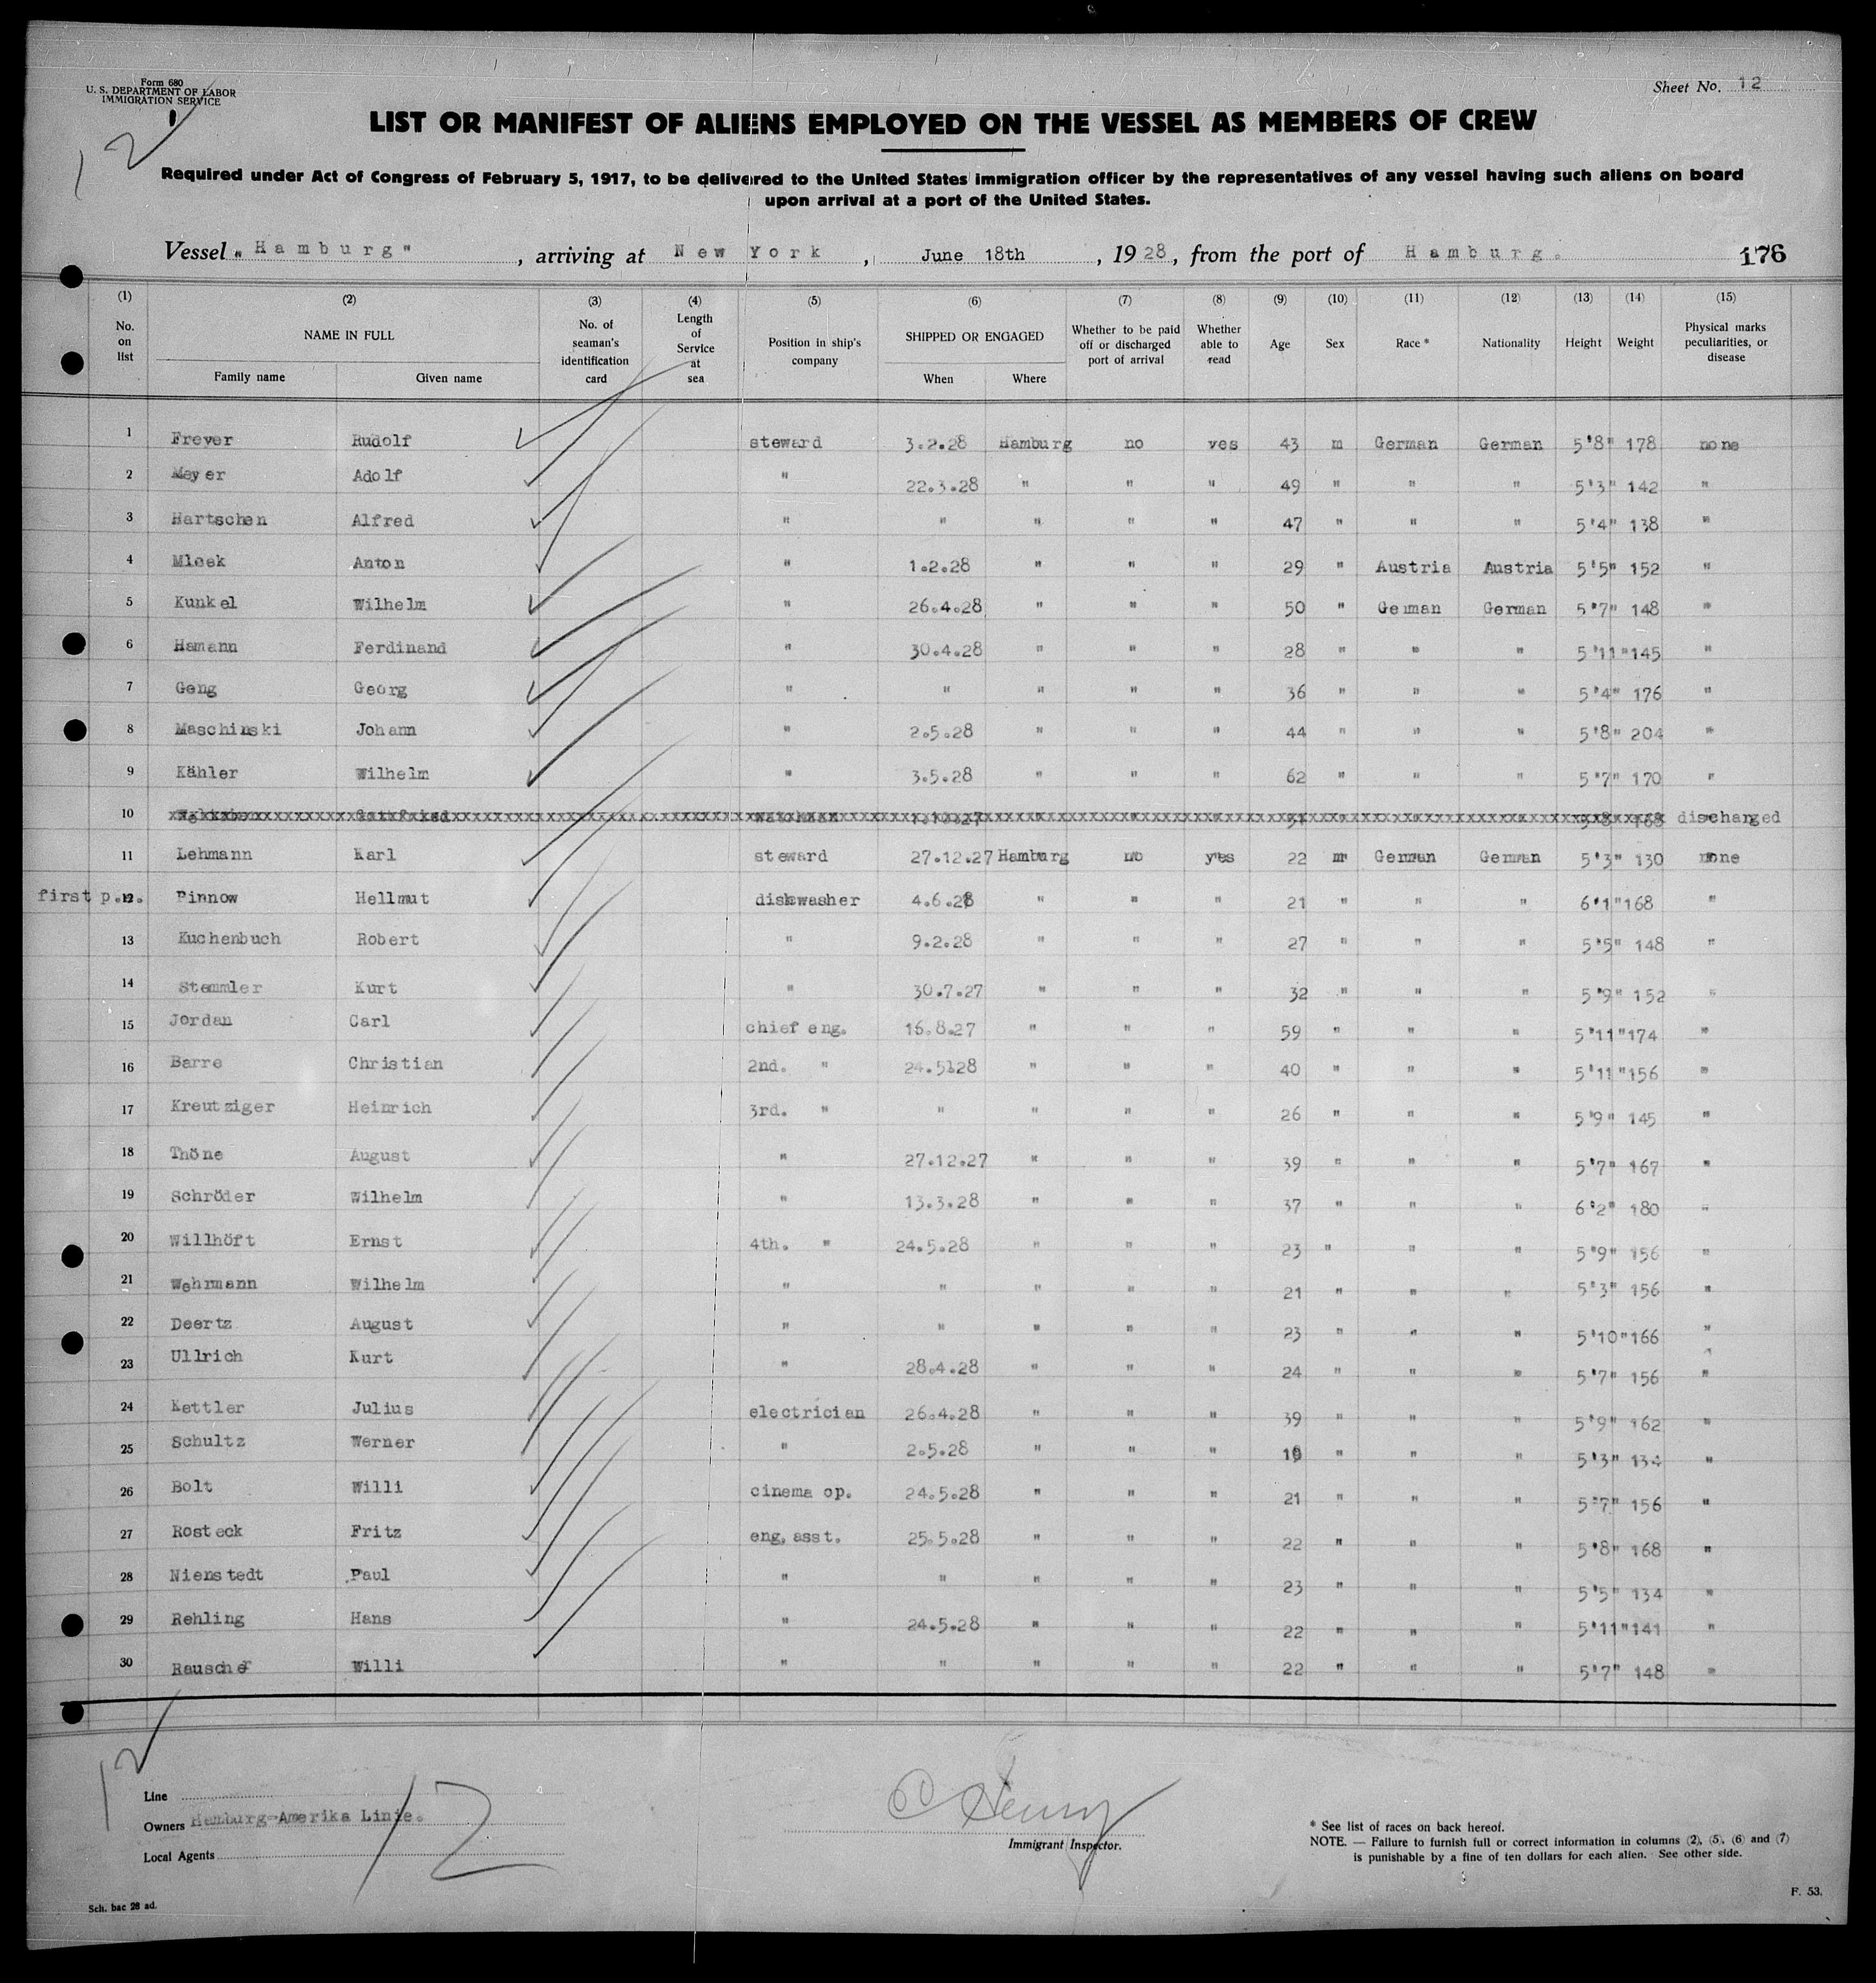 Form 680
U. S. DEPARTMENT OF LABOR
IMMIGRATION SERVICE
Sheet No. 12
12
LIST OR MANIFEST OF ALIENS EMPLOYED ON THE VESSEL AS MEMBERS OF CREW
Required under Act of Congress of February 5, 1917, to be delivered to the United States immigration officer by the representatives of any vessel having such aliens on board
upon arrival at a port of the United States.
Vessel "Hamburg", arriving at New York, June 18th, 1928, from the port of Hamburg. 176
(1) (2) (3) (4) (5) (6) (7) (8) (9) (10) (11) (12) (13) (14) (15)
No. on list NAME IN FULL Family name Given name No. of seaman's identification card Length of Service at sea Position in ship's company SHIPPED OR ENGAGED When Where Whether to be paid off or discharged port of arrival Whether able to read Age Sex Race * Nationality Height Weight Physical marks peculiarities, or disease
1 Freyer Rudolf steward 3.2.28 Hamburg no yes 43 m German German 5'8" 178 none
2 Meyer Adolf " 22.3.28 " " " 49 " " " 5'3" 142 "
3 Hartschen Alfred " " " " " 47 " " " 5'4" 138 "
4 Mleek Anton " 1.2.28 " " " 29 " Austria Austria 5'5" 152 "
5 Kunkel Wilhelm " 26.4.28 " " " 50 " German German 5'7" 148 "
6 Hamann Ferdinand " 30.4.28 " " " 28 " " " 5'11" 145 "
7 Geng Georg " " " " " 36 " " " 5'4" 176 "
8 Maschinski Johann " 2.5.28 " " " 44 " " " 5'8" 204 "
9 Kähler Wilhelm " 3.5.28 " " " 62 " " " 5'7" 170 "
10 discharged
11 Lehmann Karl steward 27.12.27 Hamburg no yes 22 m German German 5'3" 130 none
first p.m. 12 Pinnow Hellmut dishwasher 4.6.28 " " " 21 " " " 6'1" 168 "
13 Kuchenbuch Robert " 9.2.28 " " " 27 " " " 5'5" 148 "
14 Stemmler Kurt " 30.7.27 " " " 32 " " " 5'9" 152 "
15 Jordan Carl chief eng. 16.8.27 " " " 59 " " " 5'11" 174 "
16 Barre Christian 2nd. " 24.5128 " " " 40 " " " 5'11" 156 "
17 Kreutziger Heinrich 3rd. " " " " " 26 " " " 5'9" 145 "
18 Thöne August " 27.12.27 " " " 39 " " " 5'7" 167 "
19 Schröder Wilhelm " 13.3.28 " " " 37 " " " 6'2" 180 "
20 Willhöft Ernst 4th. " 24.5.28 " " " 23 " " " 5'9" 156 "
21 Wehrmann Wilhelm " " " " " 21 " " " 5'3" 156 "
22 Deertz August " " " " " 23 " " " 5'10" 166 "
23 Ullrich Kurt " 28.4.28 " " " 24 " " " 5'7" 156 "
24 Kettler Julius electrician 26.4.28 " " " 39 " " " 5'9" 162 "
25 Schultz Werner " 2.5.28 " " " " " " 5'3" 134 "
26 Bolt Willi cinema op. 24.5.28 " " " 21 " " " 5'7" 156 "
27 Rosteck Fritz eng. asst. 25.5.28 " " " 22 " " " 5'8" 168 "
28 Nienstedt Paul " " " " " 23 " " " 5'5" 134 "
29 Rehling Hans " 24.5.28 " " " 22 " " " 5'11" 141 "
30 Rauscher Willi " " " " " 22 " " " 5'7" 148 "
12
Line
Owners Hamburg-Amerika Linie.
Local Agents
12
Immigrant Inspector.
* See list of races on back hereof.
NOTE. — Failure to furnish full or correct information in columns (2), (5), (6) and (7)
is punishable by a fine of ten dollars for each alien. See other side.
Sch. bac 28 ad.
F. 53.